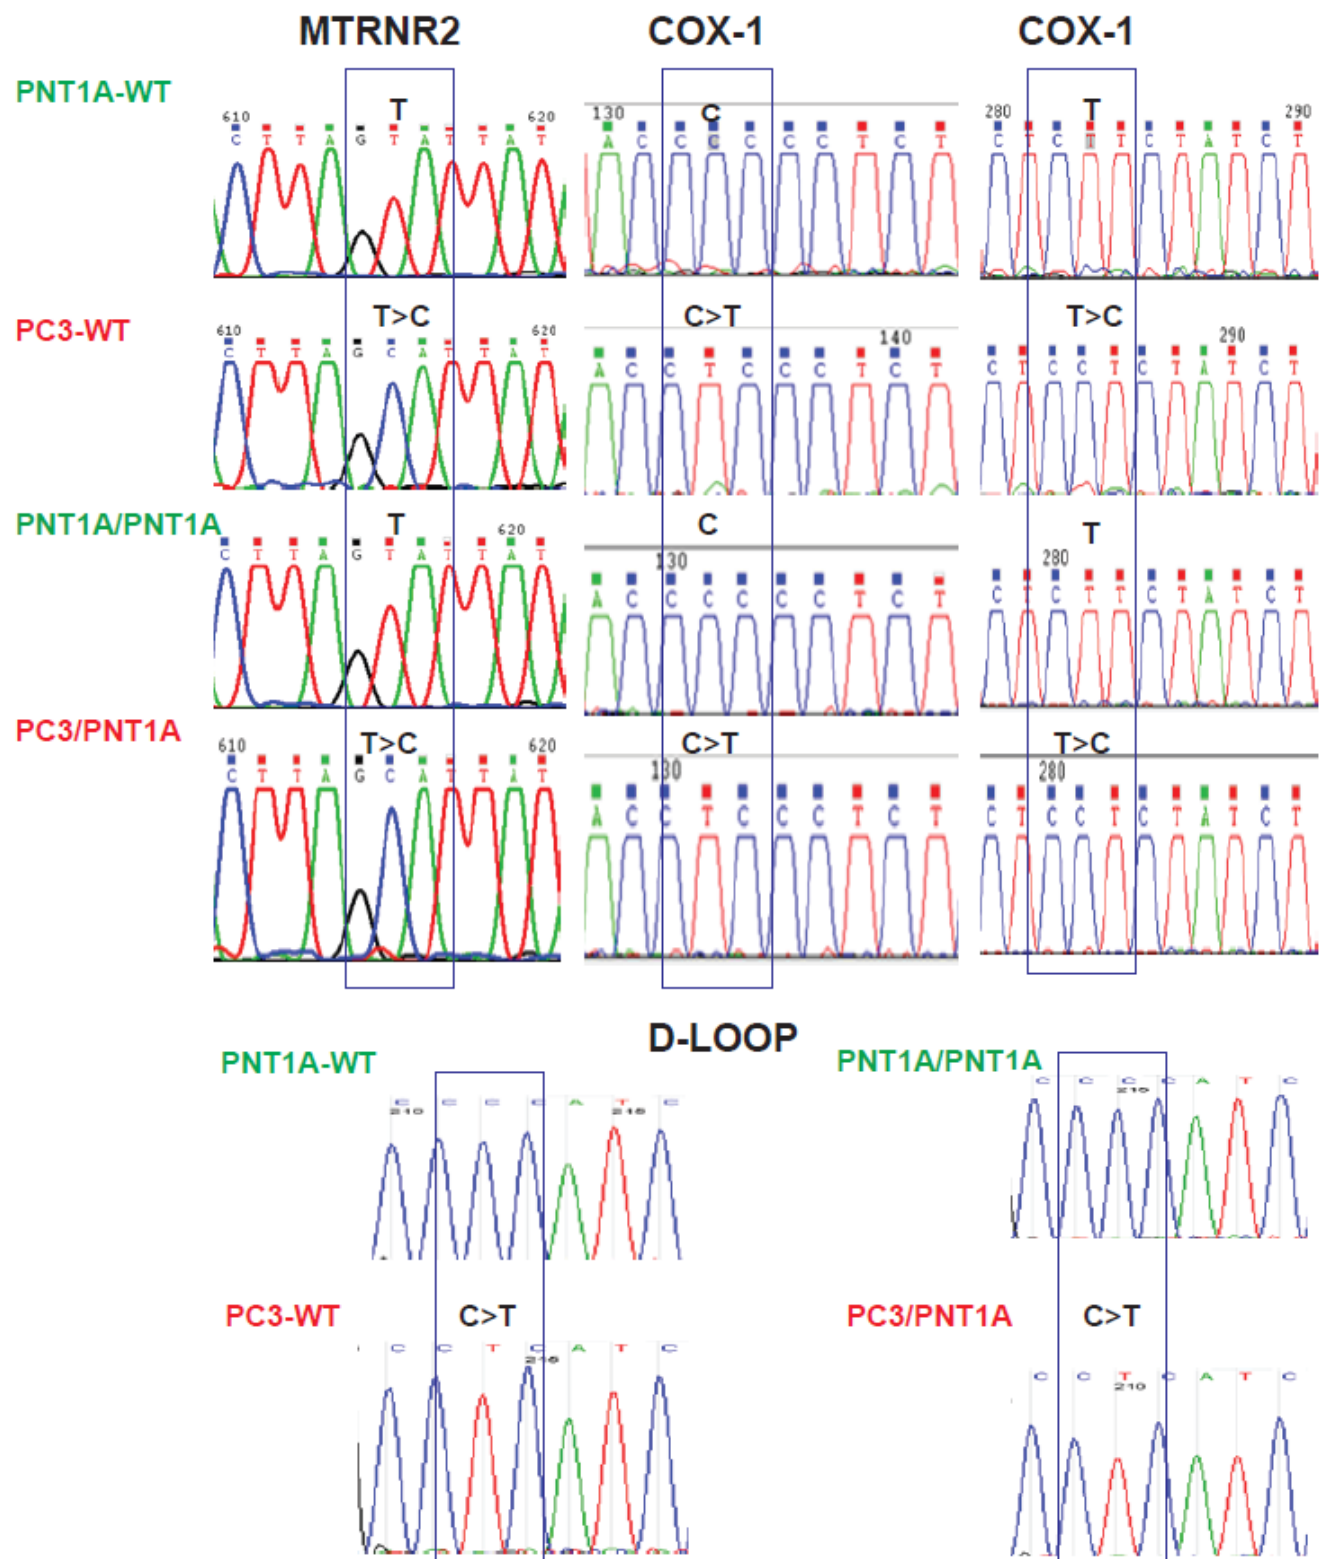 MTRNR2 COX-1 COX-1
PNT1A-WT
T C T
610 620 130 280 290
C T T A G T A T T A T
A C C C C C C T C T
C T C T T C T A T C T
PC3-WT
T>C C>T T>C
610 620 140 290
C T T A G C A T T A T
A C C T C C C T C T
C T C C T C T A T C T
PNT1A/PNT1A
T C T
620 130 280
C T T A G T A T T A T
A C C C C C C T C T
C T C T T C T A T C T
PC3/PNT1A
T>C C>T T>C
610 620 130 280
C T T A G C A T T A T
A C C T C C C T C T
C T C C T C T A T C T
D-LOOP
PNT1A-WT PNT1A/PNT1A
C C C C A T C
C C C C A T C
PC3-WT C>T PC3/PNT1A C>T
C C T C A T C
C C T C A T C
210